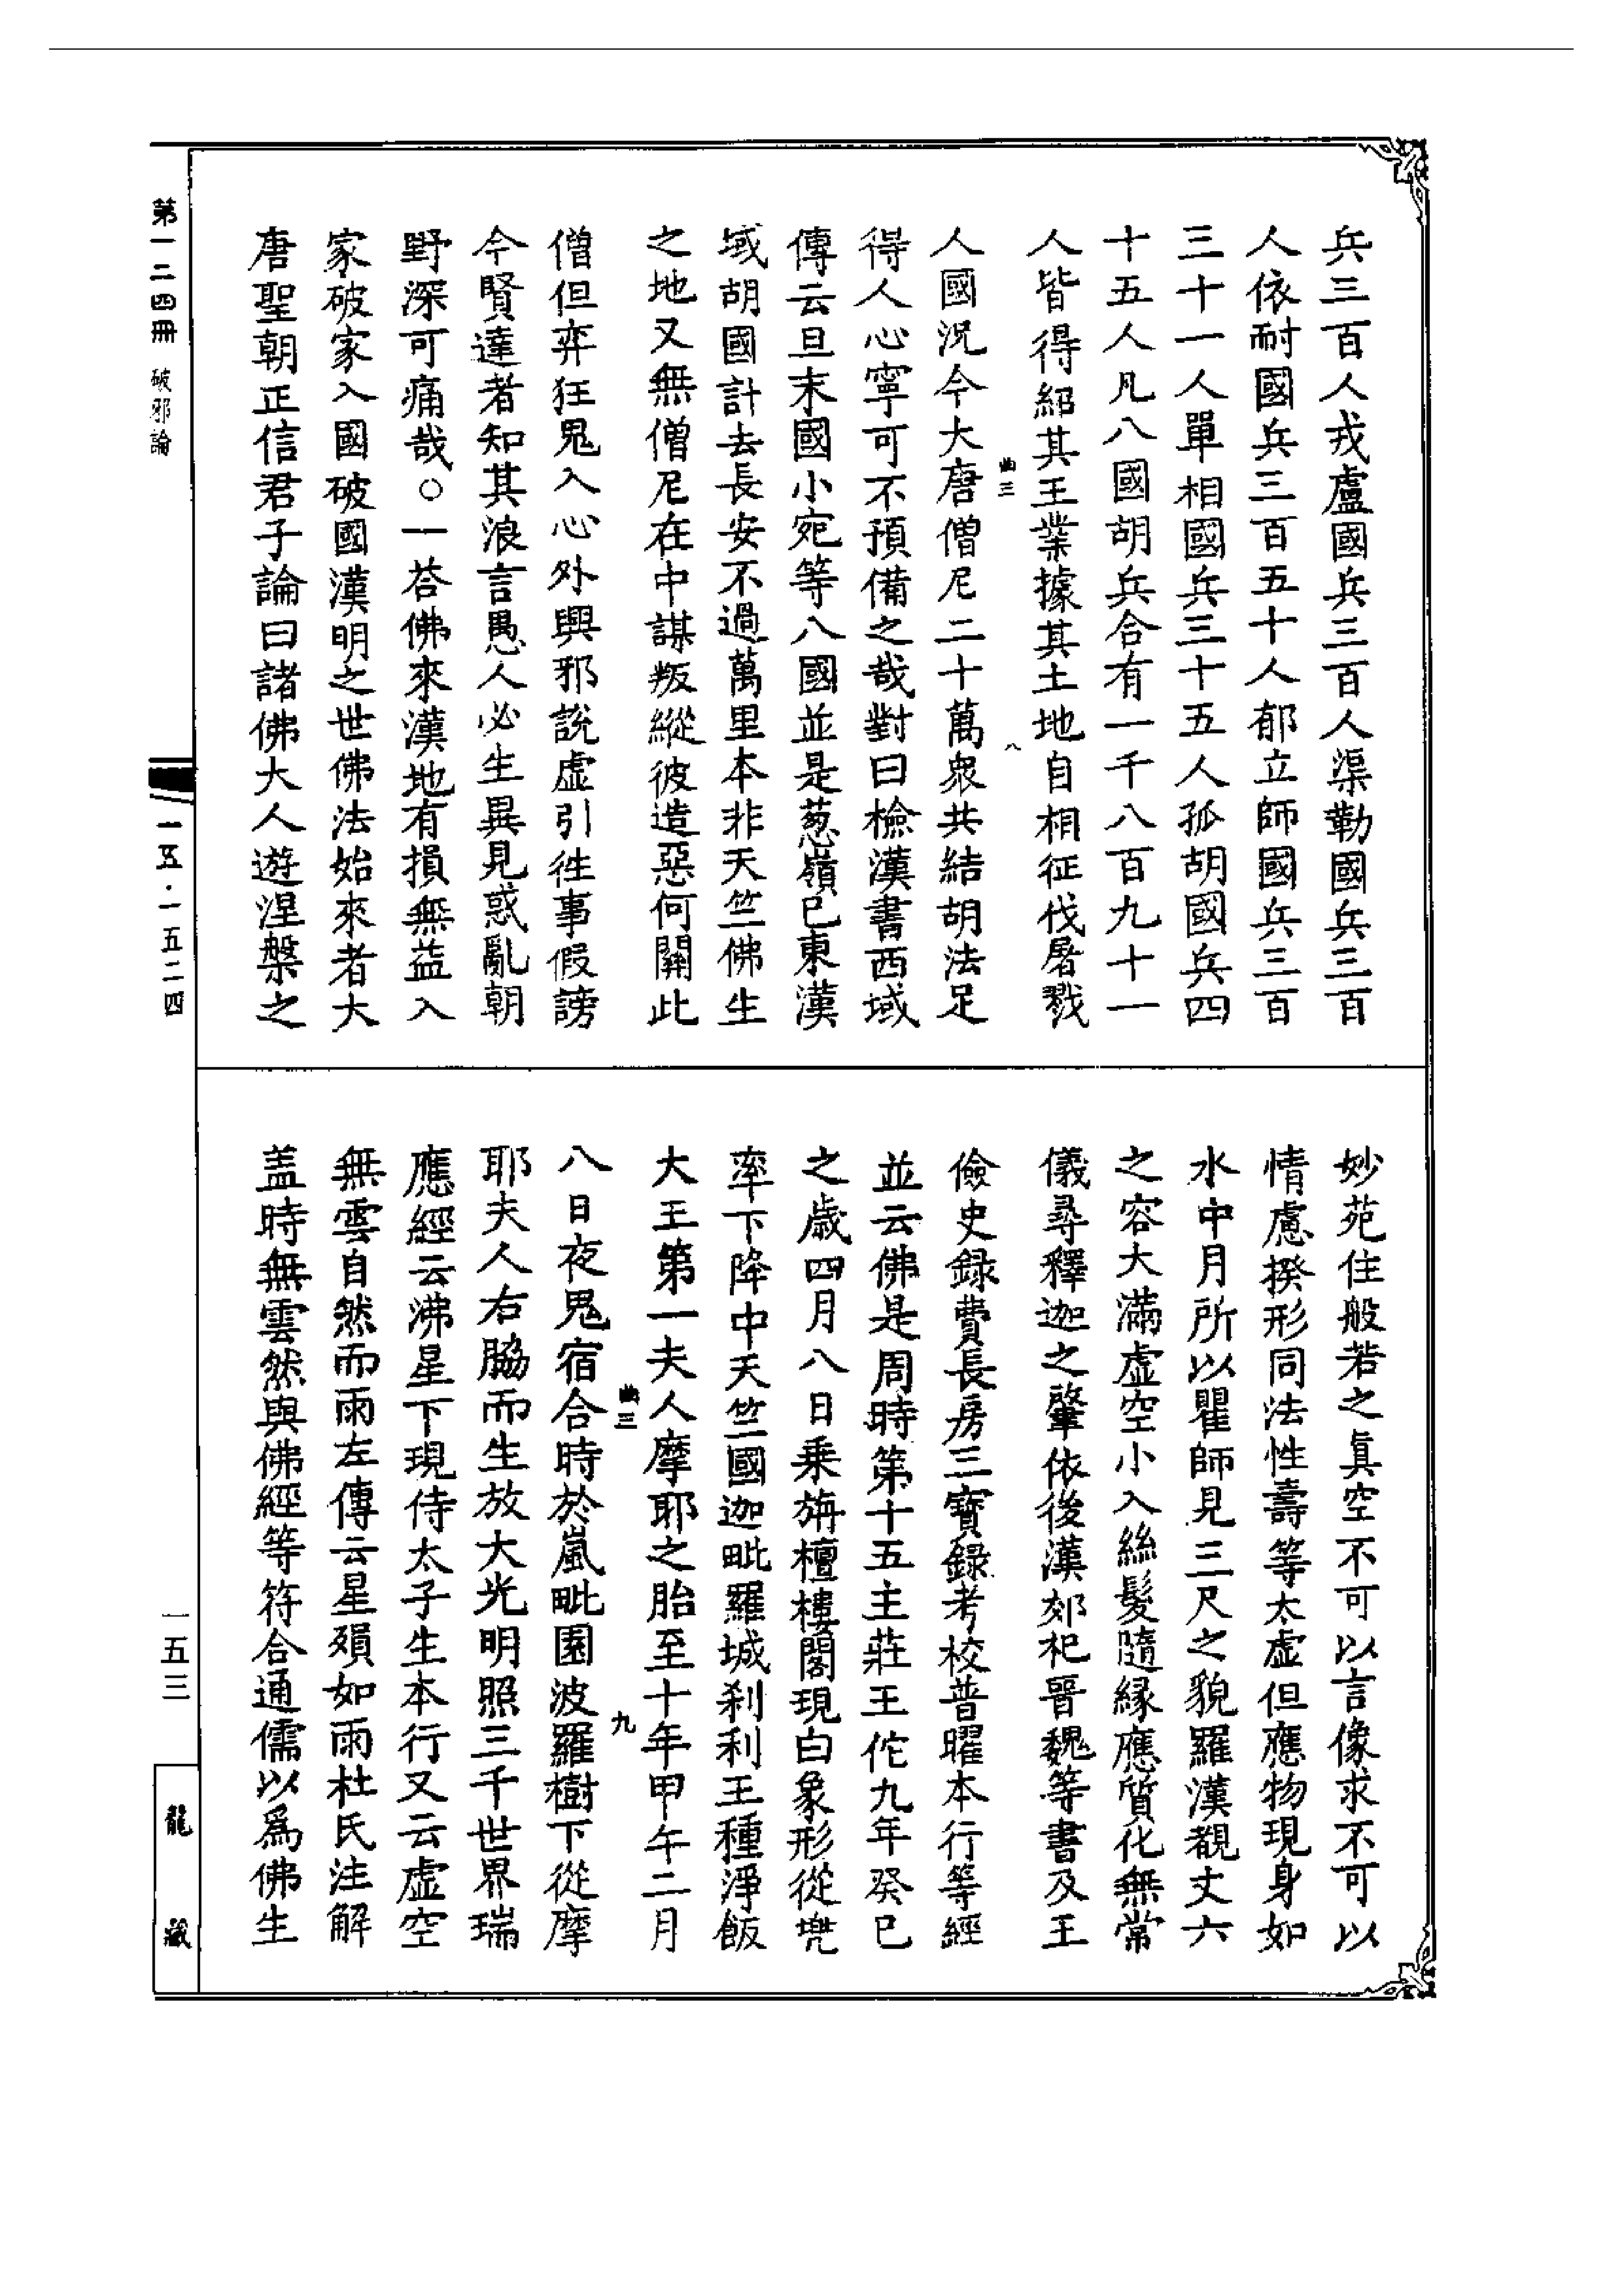 兵三百人戎盧國兵三百人渠勒國兵三百
人依耐國兵三百五十人郁立師國兵三百
三十一人單相國兵三十五人孤胡國兵四
十五人凡八國胡兵合有一千八百九十一
人皆得紹其王業據其土地自相征伐屠戮
幽三
八
人國況今大唐僧尼二十萬衆共結胡法足
得人心寧可不預備之哉對曰檢漢書西域
傳云旦末國小宛等八國並是葱嶺已東漢
域胡國計去長安不過萬里本非天竺佛生
之地又無僧尼在中謀叛縱彼造惡何關此
僧但弈狂鬼入心外興邪說虛引徃事假謗
今賢達者知其浪言愚人必生異見惑亂朝
野深可痛哉○一荅佛來漢地有損無益入
家破家入國破國漢明之世佛法始來者大
唐聖朝正信君子論曰諸佛大人遊涅槃之
妙苑住般若之真空不可以言像求不可以
情慮揆形同法性壽等太虛但應物現身如
水中月所以瞿師見三尺之貌羅漢覩丈六
之容大滿虛空小入絲髮隨緣應質化無常
儀尋釋迦之肇依後漢郊祀晉魏等書及王
儉史録費長房三寶録考校普曜本行等經
並云佛是周時第十五主莊王佗九年癸巳
之歲四月八日乗旃檀樓閣現白象形從兠
率下降中天竺國迦毗羅城刹利王種淨飯
大王第一夫人摩耶之胎至十年甲午二月
幽三
九
八日夜鬼宿合時於嵐毗園波羅樹下從摩
耶夫人右脇而生放大光明照三千世界瑞
應經云沸星下現侍太子生本行又云虛空
無雲自然而雨左傳云星殞如雨杜氏注解
盖時無雲然與佛經等符合通儒以爲佛生
第一二四冊 破邪論
一五·一五二四
一五三
龍藏